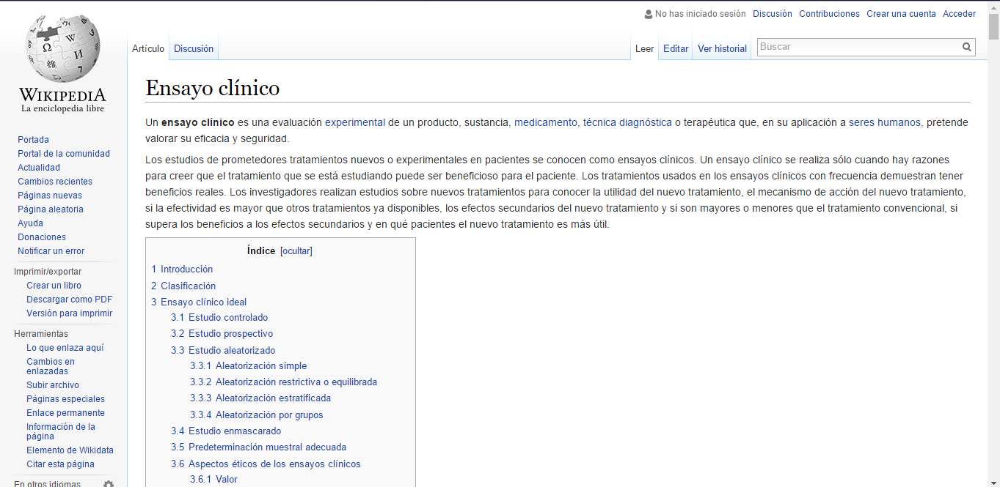 No has iniciado sesión Discusión Contribuciones Crear una cuenta Acceder
Artículo Discusión Leer Editar Ver historial Buscar
WIKIPEDIA
La enciclopedia libre
Portada
Portal de la comunidad
Actualidad
Cambios recientes
Páginas nuevas
Página aleatoria
Ayuda
Donaciones
Notificar un error
Imprimir/exportar
Crear un libro
Descargar como PDF
Versión para imprimir
Herramientas
Lo que enlaza aquí
Cambios en
enlazadas
Subir archivo
Páginas especiales
Enlace permanente
Información de la
página
Elemento de Wikidata
Citar esta página
En otros idiomas
Ensayo clínico
Un ensayo clínico es una evaluación experimental de un producto, sustancia, medicamento, técnica diagnóstica o terapéutica que, en su aplicación a seres humanos, pretende
valorar su eficacia y seguridad.
Los estudios de prometedores tratamientos nuevos o experimentales en pacientes se conocen como ensayos clínicos. Un ensayo clínico se realiza sólo cuando hay razones
para creer que el tratamiento que se está estudiando puede ser beneficioso para el paciente. Los tratamientos usados en los ensayos clínicos con frecuencia demuestran tener
beneficios reales. Los investigadores realizan estudios sobre nuevos tratamientos para conocer la utilidad del nuevo tratamiento, el mecanismo de acción del nuevo tratamiento,
si la efectividad es mayor que otros tratamientos ya disponibles, los efectos secundarios del nuevo tratamiento y si son mayores o menores que el tratamiento convencional, si
supera los beneficios a los efectos secundarios y en qué pacientes el nuevo tratamiento es más útil.
Índice [ocultar]
1 Introducción
2 Clasificación
3 Ensayo clínico ideal
3.1 Estudio controlado
3.2 Estudio prospectivo
3.3 Estudio aleatorizado
3.3.1 Aleatorización simple
3.3.2 Aleatorización restrictiva o equilibrada
3.3.3 Aleatorización estratificada
3.3.4 Aleatorización por grupos
3.4 Estudio enmascarado
3.5 Predeterminación muestral adecuada
3.6 Aspectos éticos de los ensayos clínicos
3.6.1 Valor